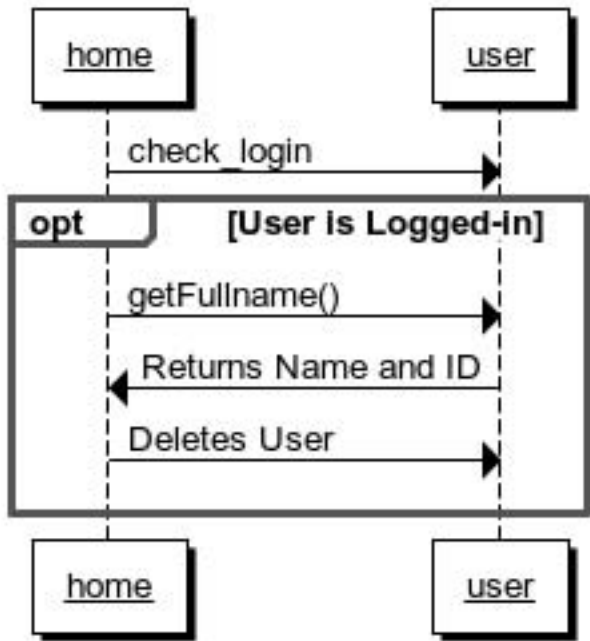 home
user
check_login
opt
[User is Logged-in]
getFullname()
Returns Name and ID
Deletes User
home
user